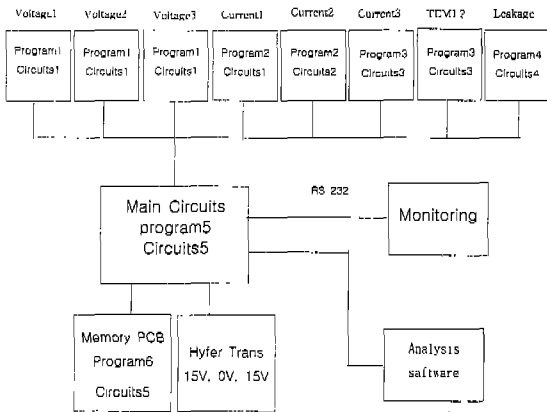 Voltage1 Voltage2 Voltage3 Current1 Current2 Current3 TEM1 ? Leakage
Program1 Program1 Program1 Program2 Program2 Program3 Program3 Program4
Circuits1 Circuits1 Circuits1 Circuits1 Circuits2 Circuits3 Circuits3 Circuits4
RS 232
Main Circuits
program5
Circuits5
Monitoring
Memory PCB
Program6
Circuits5
Hyfer Trans
15V, 0V, 15V
Analysis
saftware